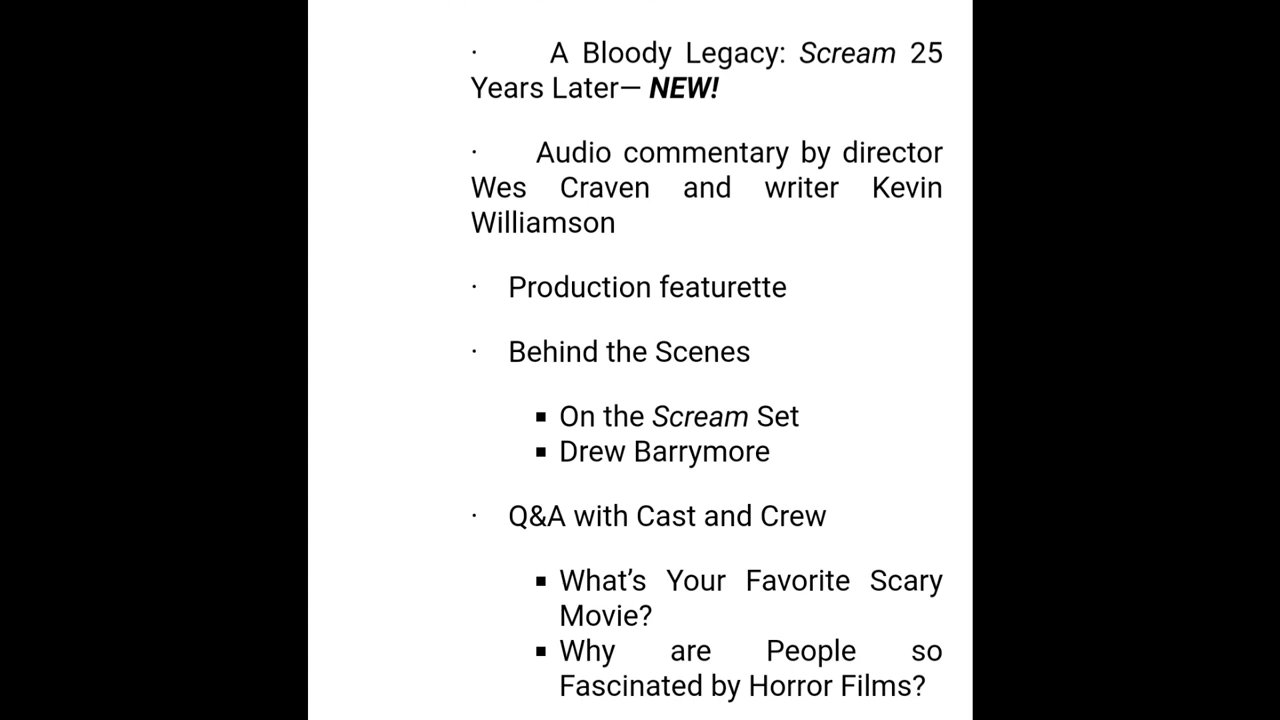 · A Bloody Legacy: Scream 25
Years Later— NEW!
· Audio commentary by director
Wes Craven and writer Kevin
Williamson
· Production featurette
· Behind the Scenes
▪ On the Scream Set
▪ Drew Barrymore
· Q&A with Cast and Crew
▪ What’s Your Favorite Scary
Movie?
▪ Why are People so
Fascinated by Horror Films?